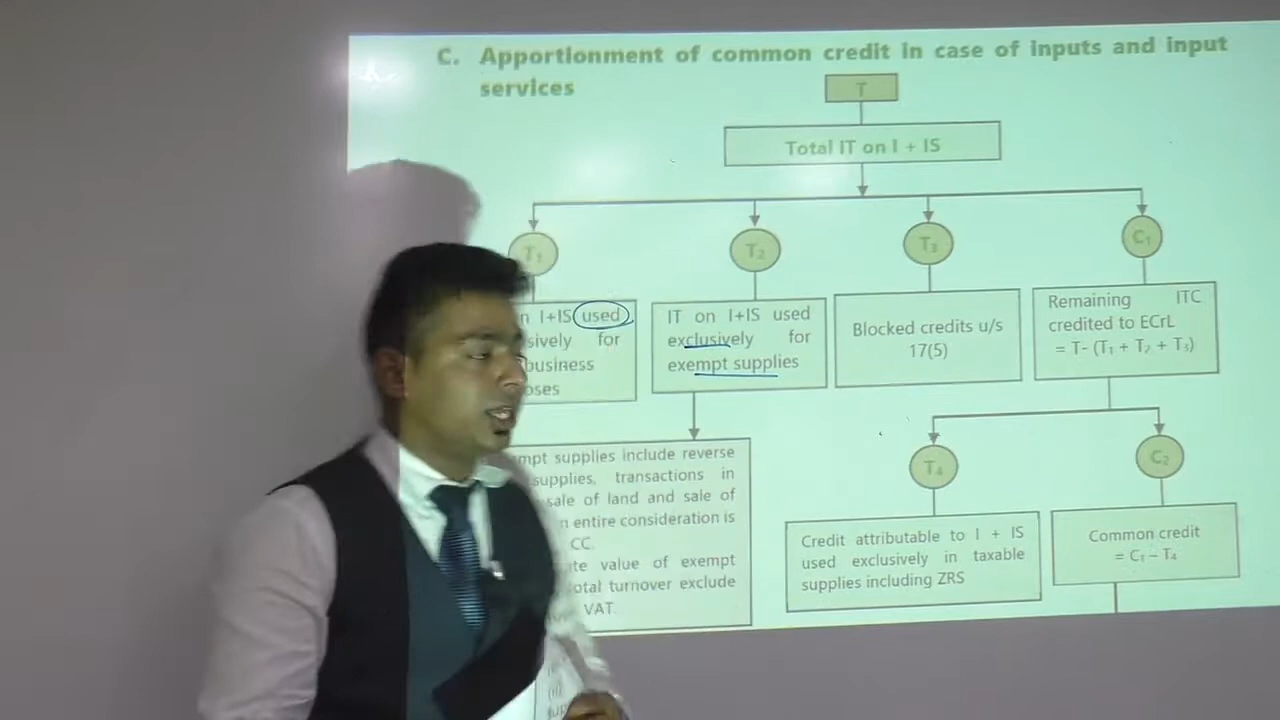 C. Apportionment of common credit in case of inputs and input
services
T
Total IT on I + IS
T₁
T₂
T₃
C₁
I+IS used
for
business
IT on I+IS used
exclusively for
exempt supplies
Blocked credits u/s
17(5)
Remaining ITC
credited to ECrL
= T- (T₁ + T₂ + T₃)
supplies include reverse
supplies, transactions in
sale of land and sale of
entire consideration is
CC.
value of exempt
turnover exclude
VAT.
T₄
C₂
Credit attributable to I + IS
used exclusively in taxable
supplies including ZRS
Common credit
= C₁ – T₄
(i)
(ii)